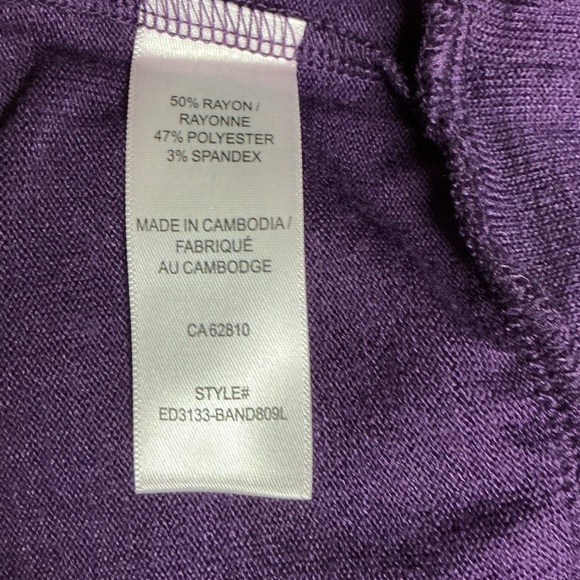 50% RAYON /
RAYONNE
47% POLYESTER
3% SPANDEX
MADE IN CAMBODIA /
FABRIQUÉ
AU CAMBODGE
CA 62810
STYLE#
ED3133-BAND809L